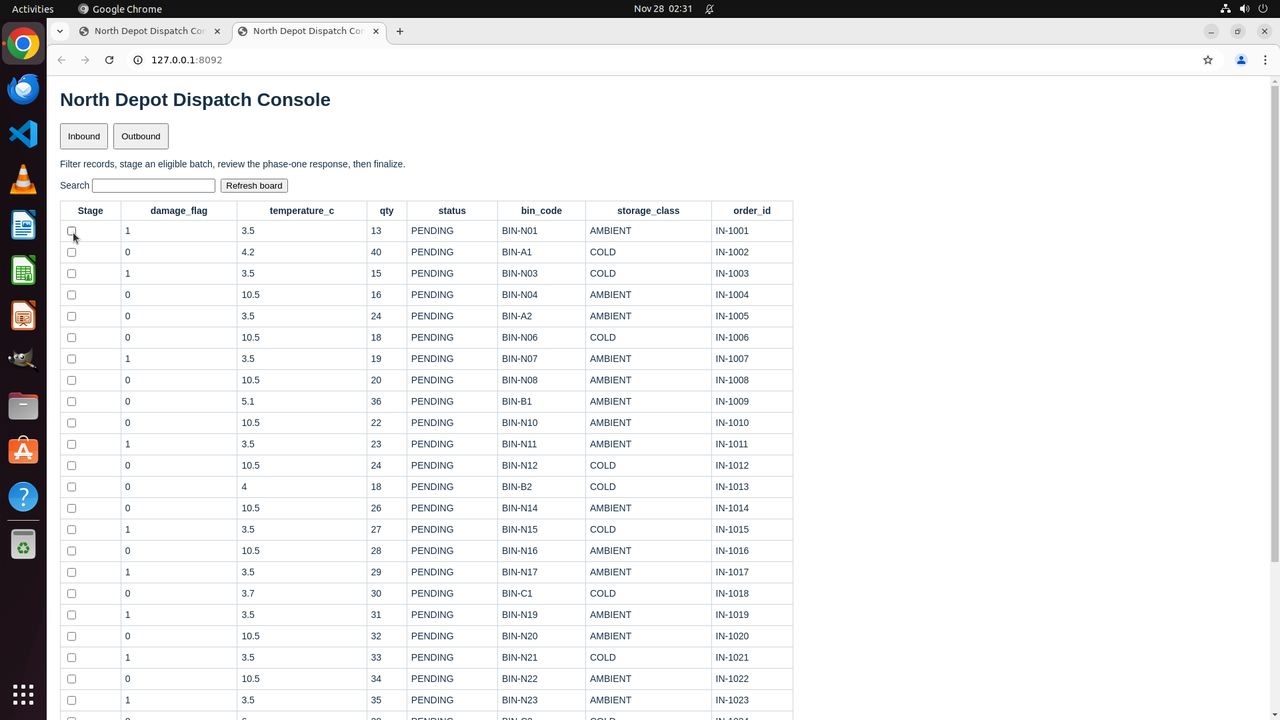 Activities
Google Chrome
Nov 28 02:31
North Depot Dispatch Con
North Depot Dispatch Con
127.0.0.1:8092
North Depot Dispatch Console
Inbound
Outbound
Filter records, stage an eligible batch, review the phase-one response, then finalize.
Search
Refresh board
Stage damage_flag temperature_c qty status bin_code storage_class order_id
1 3.5 13 PENDING BIN-N01 AMBIENT IN-1001
0 4.2 40 PENDING BIN-A1 COLD IN-1002
1 3.5 15 PENDING BIN-N03 COLD IN-1003
0 10.5 16 PENDING BIN-N04 AMBIENT IN-1004
0 3.5 24 PENDING BIN-A2 AMBIENT IN-1005
0 10.5 18 PENDING BIN-N06 COLD IN-1006
1 3.5 19 PENDING BIN-N07 AMBIENT IN-1007
0 10.5 20 PENDING BIN-N08 AMBIENT IN-1008
0 5.1 36 PENDING BIN-B1 AMBIENT IN-1009
0 10.5 22 PENDING BIN-N10 AMBIENT IN-1010
1 3.5 23 PENDING BIN-N11 AMBIENT IN-1011
0 10.5 24 PENDING BIN-N12 COLD IN-1012
0 4 18 PENDING BIN-B2 COLD IN-1013
0 10.5 26 PENDING BIN-N14 AMBIENT IN-1014
1 3.5 27 PENDING BIN-N15 COLD IN-1015
0 10.5 28 PENDING BIN-N16 AMBIENT IN-1016
1 3.5 29 PENDING BIN-N17 AMBIENT IN-1017
0 3.7 30 PENDING BIN-C1 COLD IN-1018
1 3.5 31 PENDING BIN-N19 AMBIENT IN-1019
0 10.5 32 PENDING BIN-N20 AMBIENT IN-1020
1 3.5 33 PENDING BIN-N21 COLD IN-1021
0 10.5 34 PENDING BIN-N22 AMBIENT IN-1022
1 3.5 35 PENDING BIN-N23 AMBIENT IN-1023